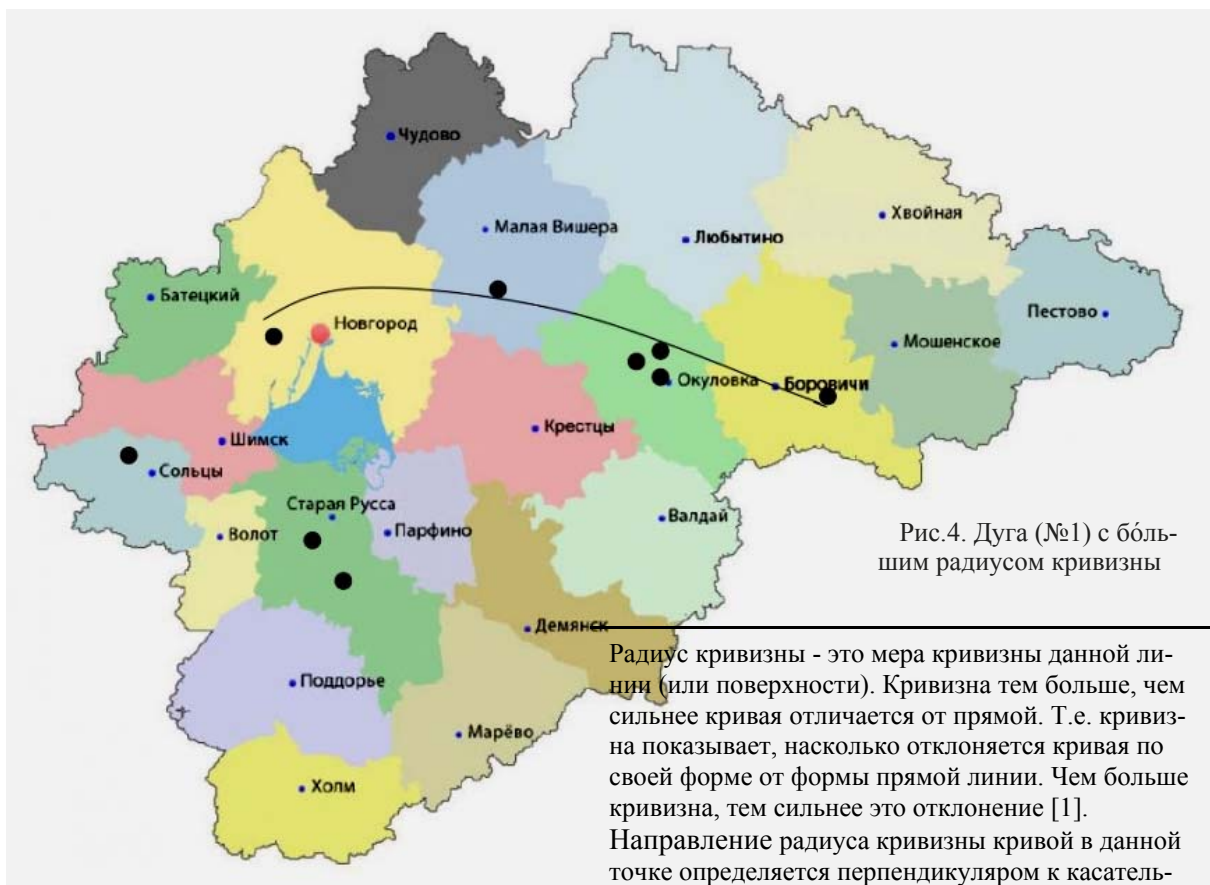 Чудово
Малая Вишера
Хвойная
Любытино
Батецкий
Пестово
Новгород
Мошенское
Окуловка
Боровичи
Крестцы
Шимск
Сольцы
Старая Русса
Валдай
Волот
Парфино
Рис.4. Дуга (№1) с бо́ль-
шим радиусом кривизны
Демянск
Радиус кривизны - это мера кривизны данной ли-
нии (или поверхности). Кривизна тем больше, чем
сильнее кривая отличается от прямой. Т.е. кривиз-
на показывает, насколько отклоняется кривая по
своей форме от формы прямой линии. Чем больше
кривизна, тем сильнее это отклонение [1].
Направление радиуса кривизны кривой в данной
точке определяется перпендикуляром к касатель-
Поддорье
Марёво
Холм